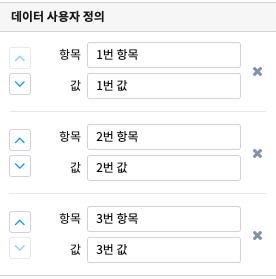 데이터 사용자 정의
항목 1번 항목
값 1번 값
항목 2번 항목
값 2번 값
항목 3번 항목
값 3번 값